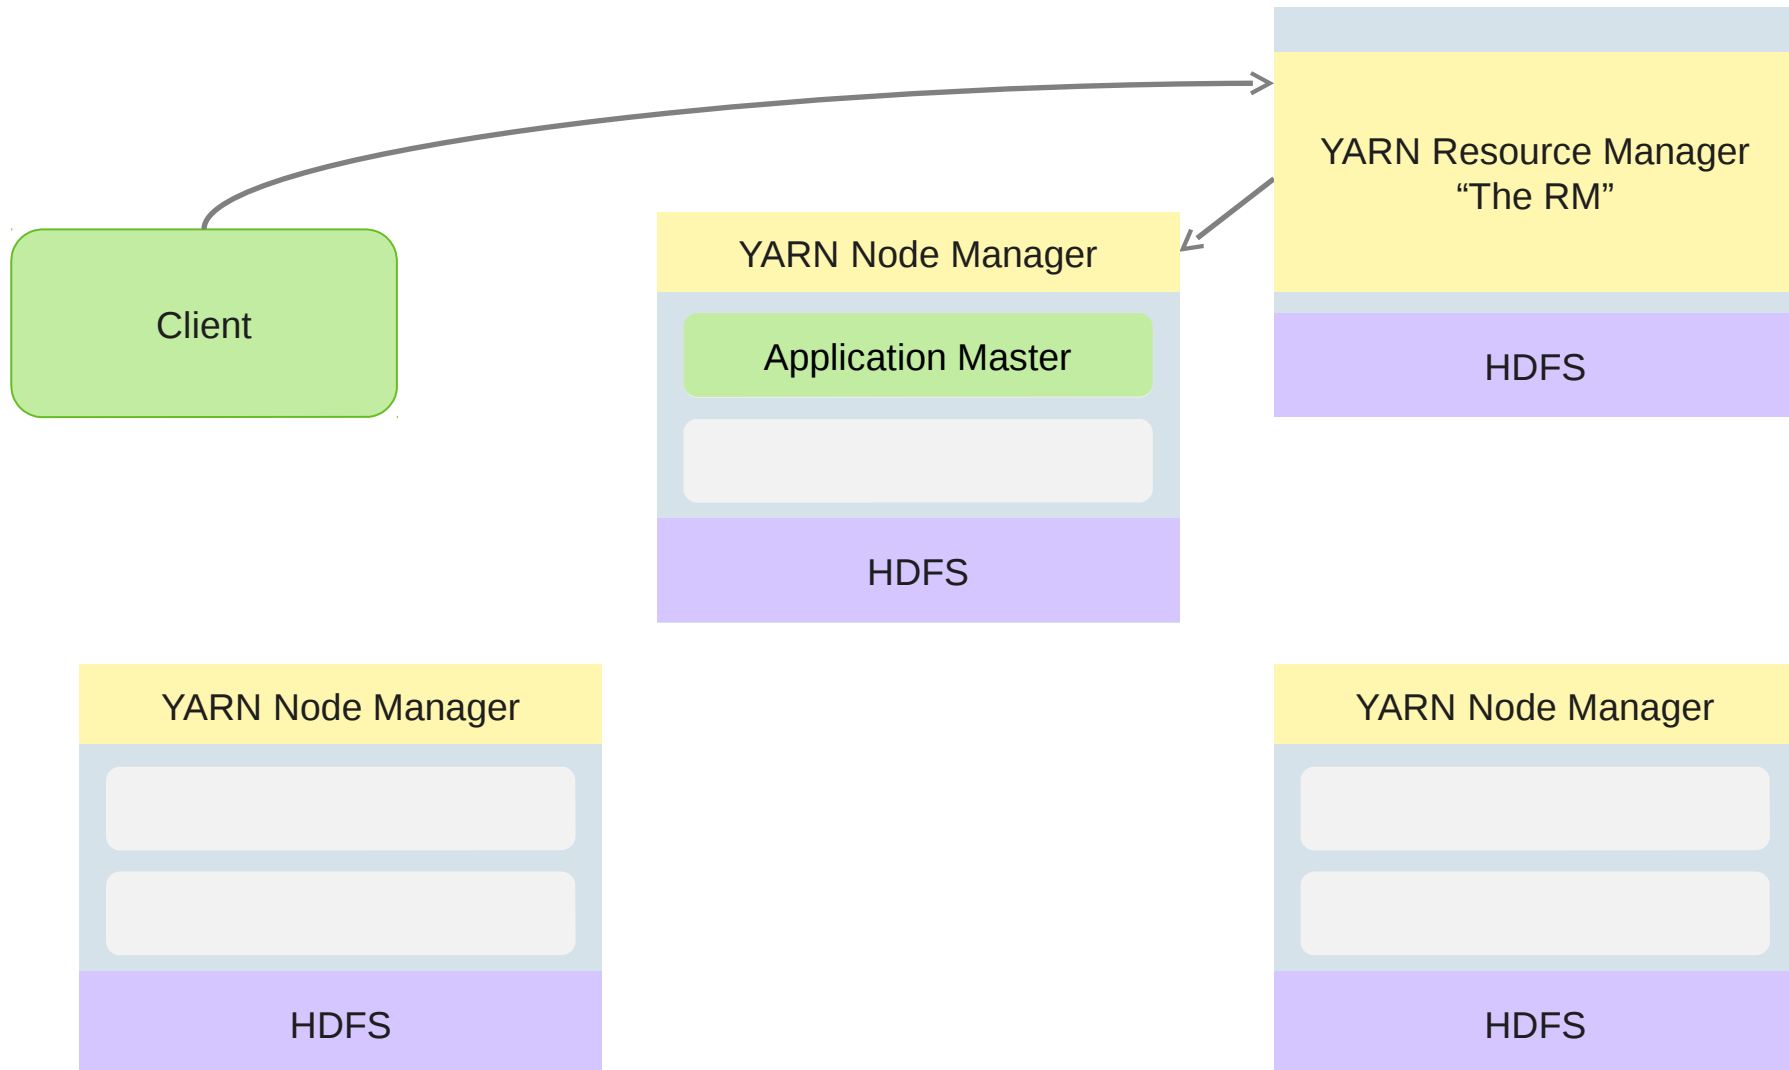 YARN Resource Manager
“The RM”
YARN Node Manager
Client
Application Master
HDFS
HDFS
YARN Node Manager
YARN Node Manager
HDFS
HDFS